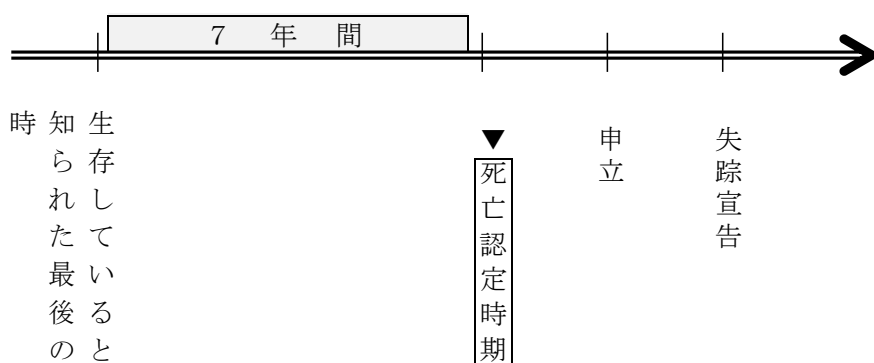 ７年間
生存していると
知られた最後の
時
▼
死亡認定時期
申立
失踪宣告